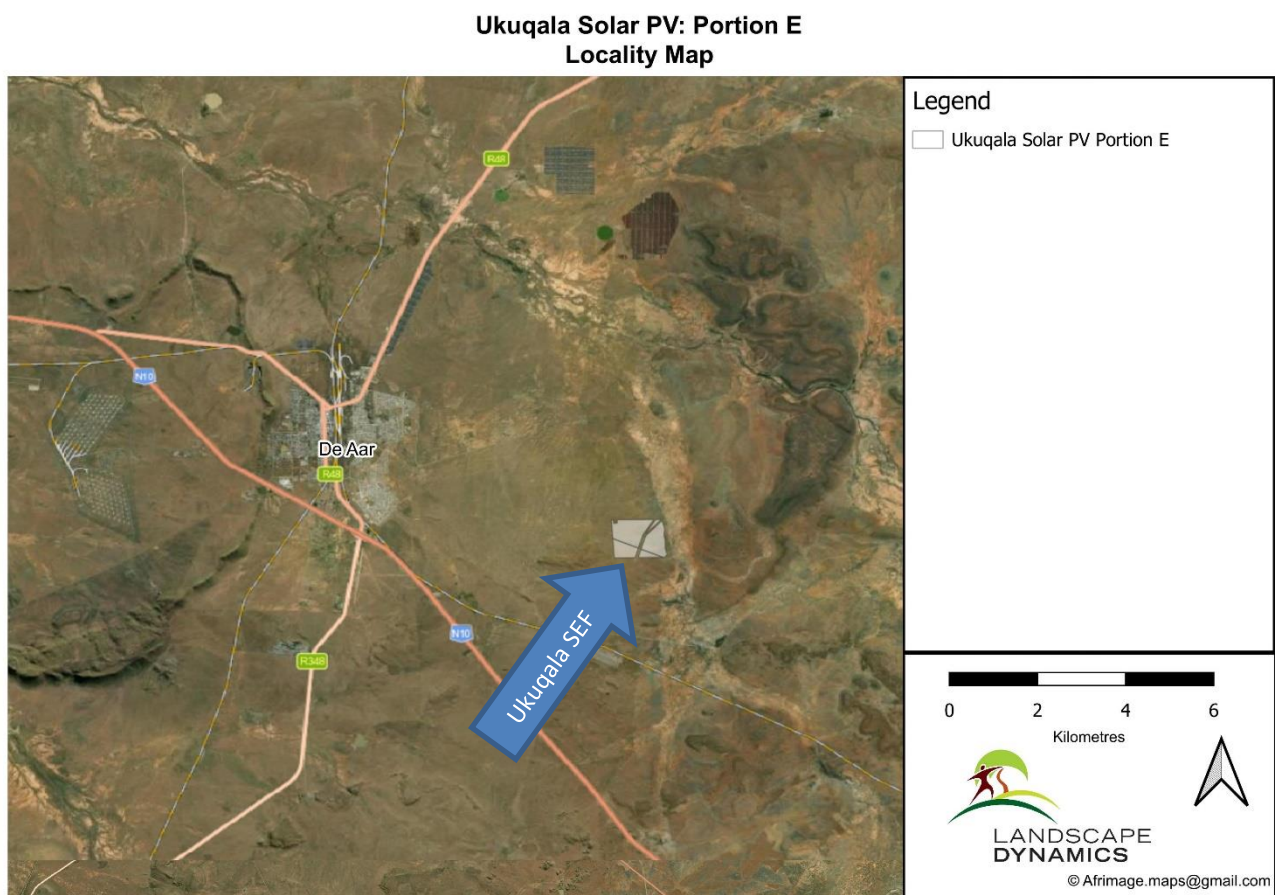 Ukuqala Solar PV: Portion E
Locality Map
Legend
Ukuqala Solar PV Portion E
R48
N10
De Aar
R48
Ukuqala SEF
N10
R348
0 2 4 6
Kilometres
LANDSCAPE
DYNAMICS
© Afrimage.maps@gmail.com